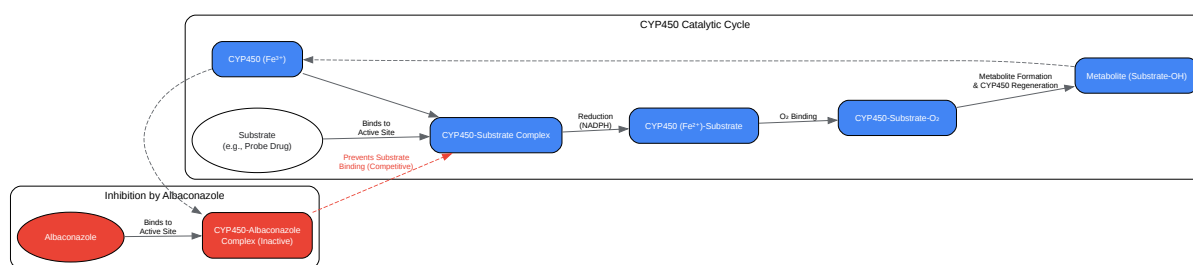 CYP450 Catalytic Cycle
CYP450 (Fe³⁺)
Metabolite (Substrate-OH)
Metabolite Formation
& CYP450 Regeneration
Substrate
(e.g., Probe Drug)
Binds to
Active Site
CYP450-Substrate Complex
Reduction
(NADPH)
CYP450 (Fe²⁺)-Substrate
O₂ Binding
CYP450-Substrate-O₂
Prevents Substrate
Binding (Competitive)
Inhibition by Albaconazole
Albaconazole
Binds to
Active Site
CYP450-Albaconazole
Complex (Inactive)